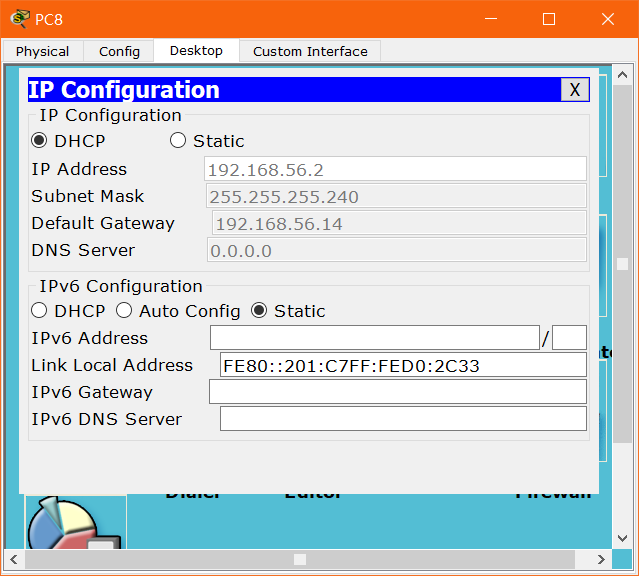 PC8
Physical Config Desktop Custom Interface
IP Configuration X
IP Configuration
DHCP Static
IP Address 192.168.56.2
Subnet Mask 255.255.255.240
Default Gateway 192.168.56.14
DNS Server 0.0.0.0
IPv6 Configuration
DHCP Auto Config Static
IPv6 Address /
Link Local Address FE80::201:C7FF:FED0:2C33
IPv6 Gateway
IPv6 DNS Server
Dialer Editor Firewall